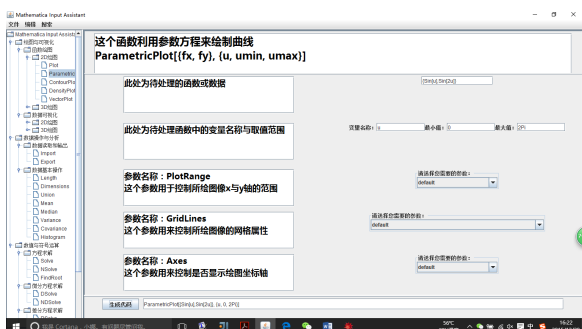 Mathematica Input Assistant
文件 编辑 帮助
Mathematica Input Assist
绘图与可视化
函数绘图
2D绘图
Plot
Parametric
ContourPlo
DensityPlo
VectorPlot
3D绘图
数据可视化
2D绘图
3D绘图
数据操作与分析
数据读取和输出
Import
Export
数据基本操作
Length
Dimensions
Union
Mean
Median
Variance
Covariance
Histogram
数值与符号运算
方程求解
Solve
NSolve
FindRoot
微分方程求解
DSolve
NDSolve
这个函数利用参数方程来绘制曲线
ParametricPlot[{fx, fy}, {u, umin, umax}]
此处为待处理的函数或数据
{Sin[u],Sin[2u]}
此处为待处理函数中的变量名称与取值范围
变量名称： u 最小值： 0 最大值： 2Pi
参数名称：PlotRange
这个参数用于控制所绘图像x与y轴的范围
请选择您需要的参数：
default
参数名称：GridLines
这个参数用来控制所绘图像的网格属性
请选择您需要的参数：
default
参数名称：Axes
这个参数用来控制是否显示绘图坐标轴
请选择您需要的参数：
default
生成代码 ParametricPlot[{Sin[u],Sin[2u]}, {u, 0, 2Pi}]
16:22